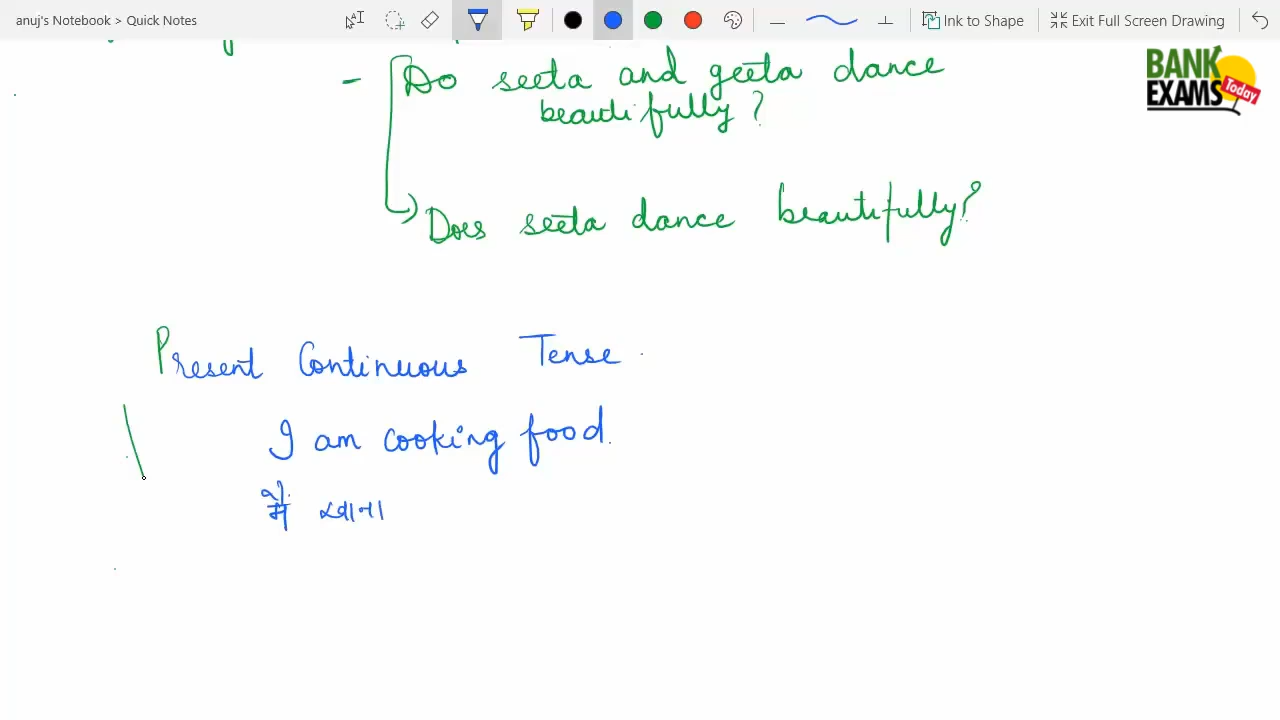 anuj's Notebook > Quick Notes
Ink to Shape
Exit Full Screen Drawing
BANK
EXAMS
Today
- Do seeta and geeta dance
beautifully?
Does seeta dance beautifully?
Present Continuous Tense
I am cooking food.
मैं खाना